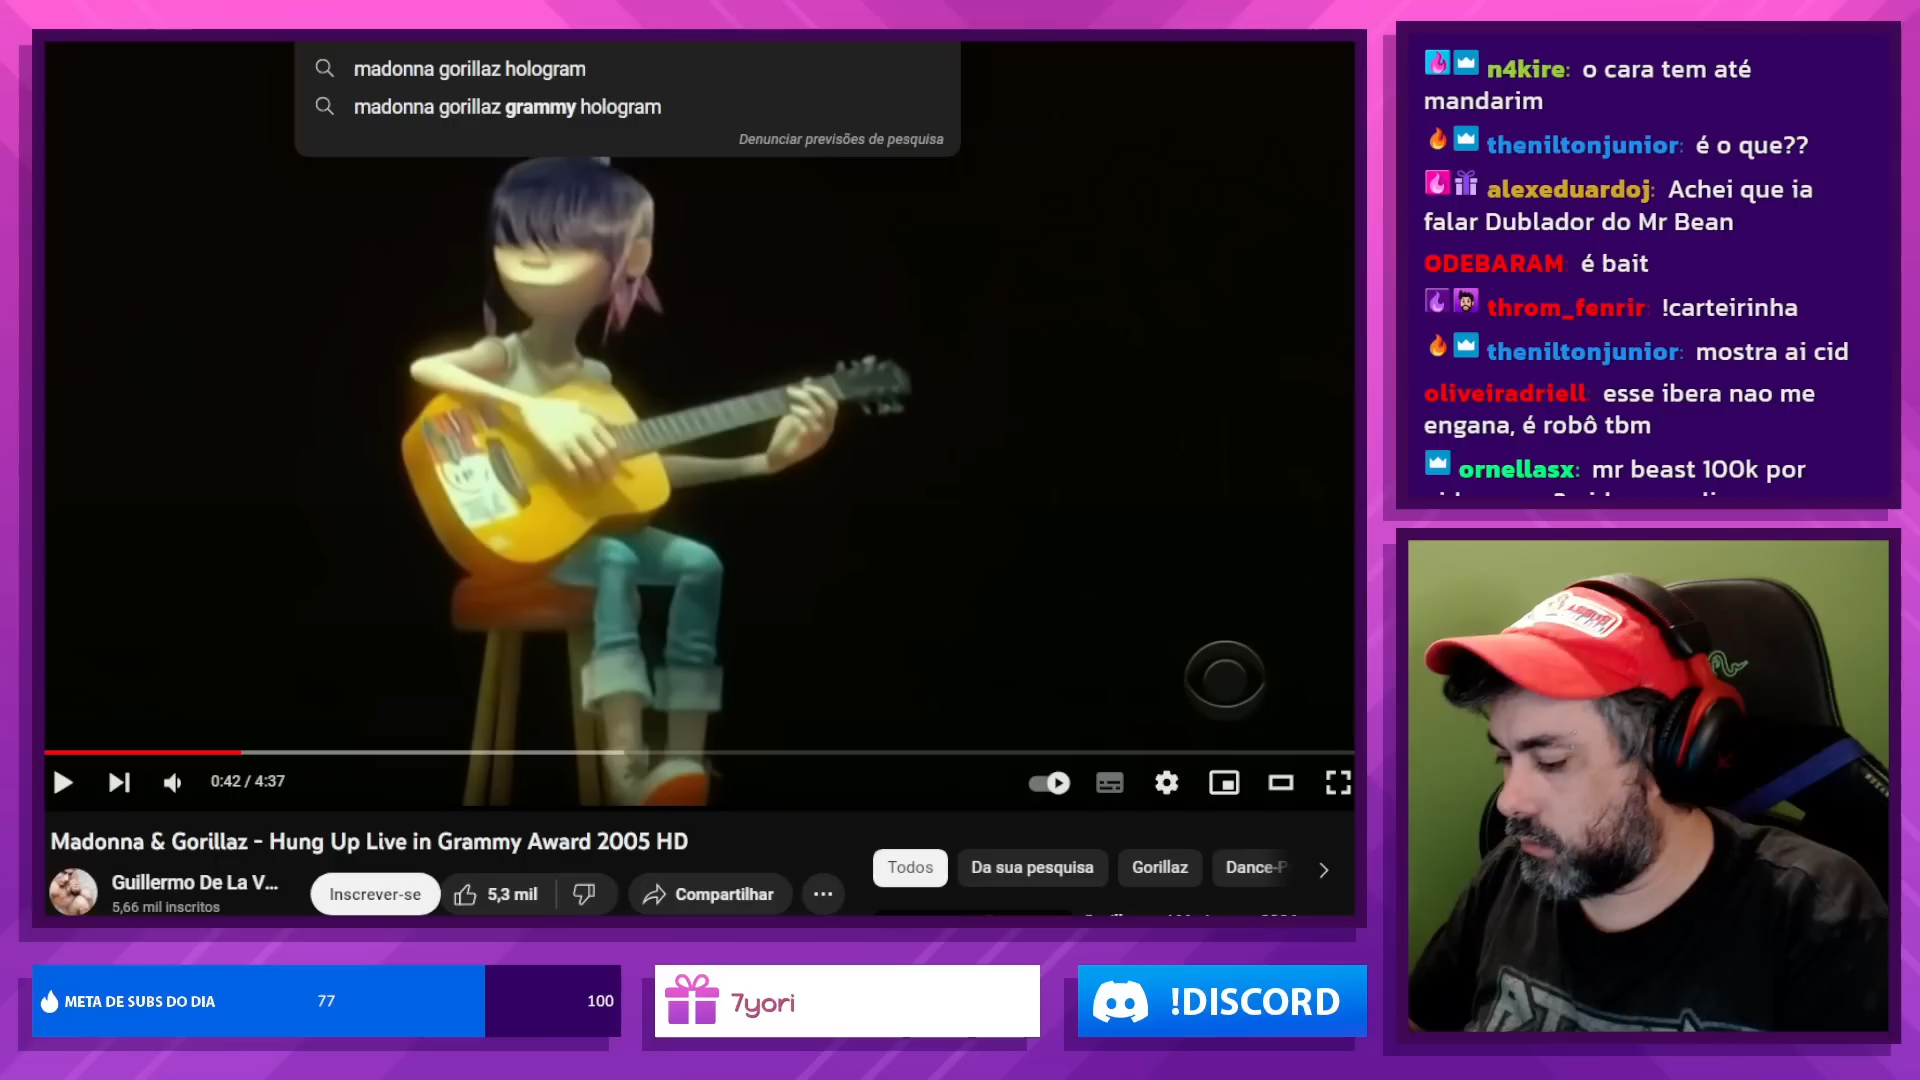 madonna gorillaz hologram
madonna gorillaz grammy hologram
Denunciar previsões de pesquisa
0:42 / 4:37
Madonna & Gorillaz - Hung Up Live in Grammy Award 2005 HD
Guillermo De La V...
5,66 mil inscritos
Inscrever-se
5,3 mil
Compartilhar
Todos
Da sua pesquisa
Gorillaz
Dance-P
META DE SUBS DO DIA
77
100
7yori
!DISCORD
n4kire: o cara tem até
mandarim
theniltonjunior: é o que??
alexeduardoj: Achei que ia
falar Dublador do Mr Bean
ODEBARAM: é bait
throm_fenrir: !carteirinha
theniltonjunior: mostra ai cid
oliveiradriell: esse ibera nao me
engana, é robô tbm
ornellasx: mr beast 100k por